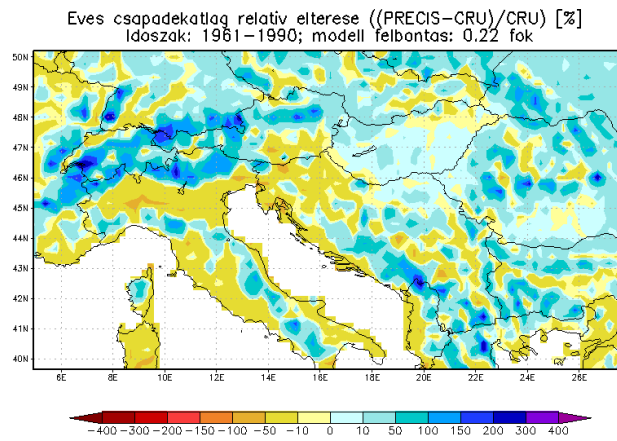 Eves csapadekatlag relativ elterese ((PRECIS-CRU)/CRU) [%]
Idoszak: 1961-1990; modell felbontas: 0.22 fok
50N
49N
48N
47N
46N
45N
44N
43N
42N
41N
40N
6E 8E 10E 12E 14E 16E 18E 20E 22E 24E 26E
-400 -300 -200 -150 -100 -50 -10 0 10 50 100 150 200 300 400